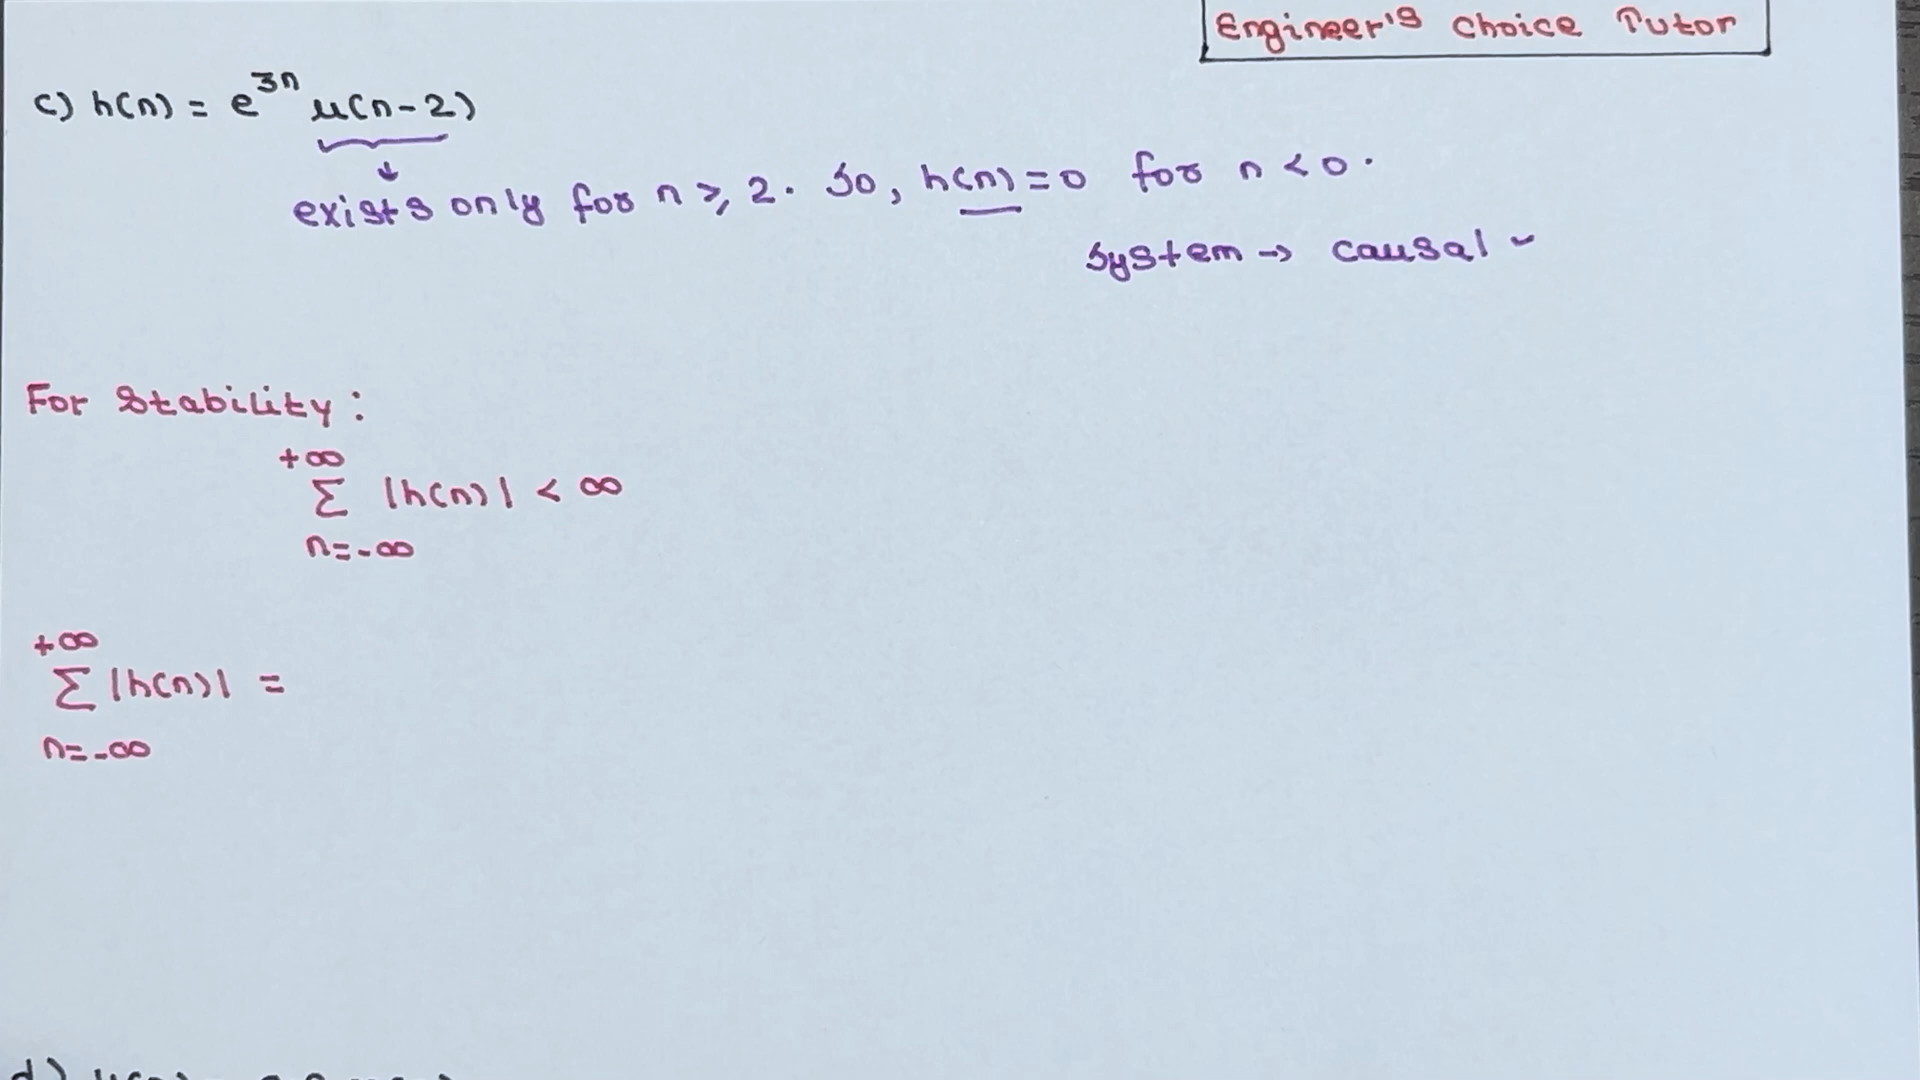 Engineer's Choice Tutor
c) h(n) = e^3n u(n-2)
↓
exists only for n ≥ 2. So, h(n) = 0 for n < 0.
System → Causal ✓
For Stability:
+∞
Σ |h(n)| < ∞
n=-∞
+∞
Σ |h(n)| =
n=-∞
d)